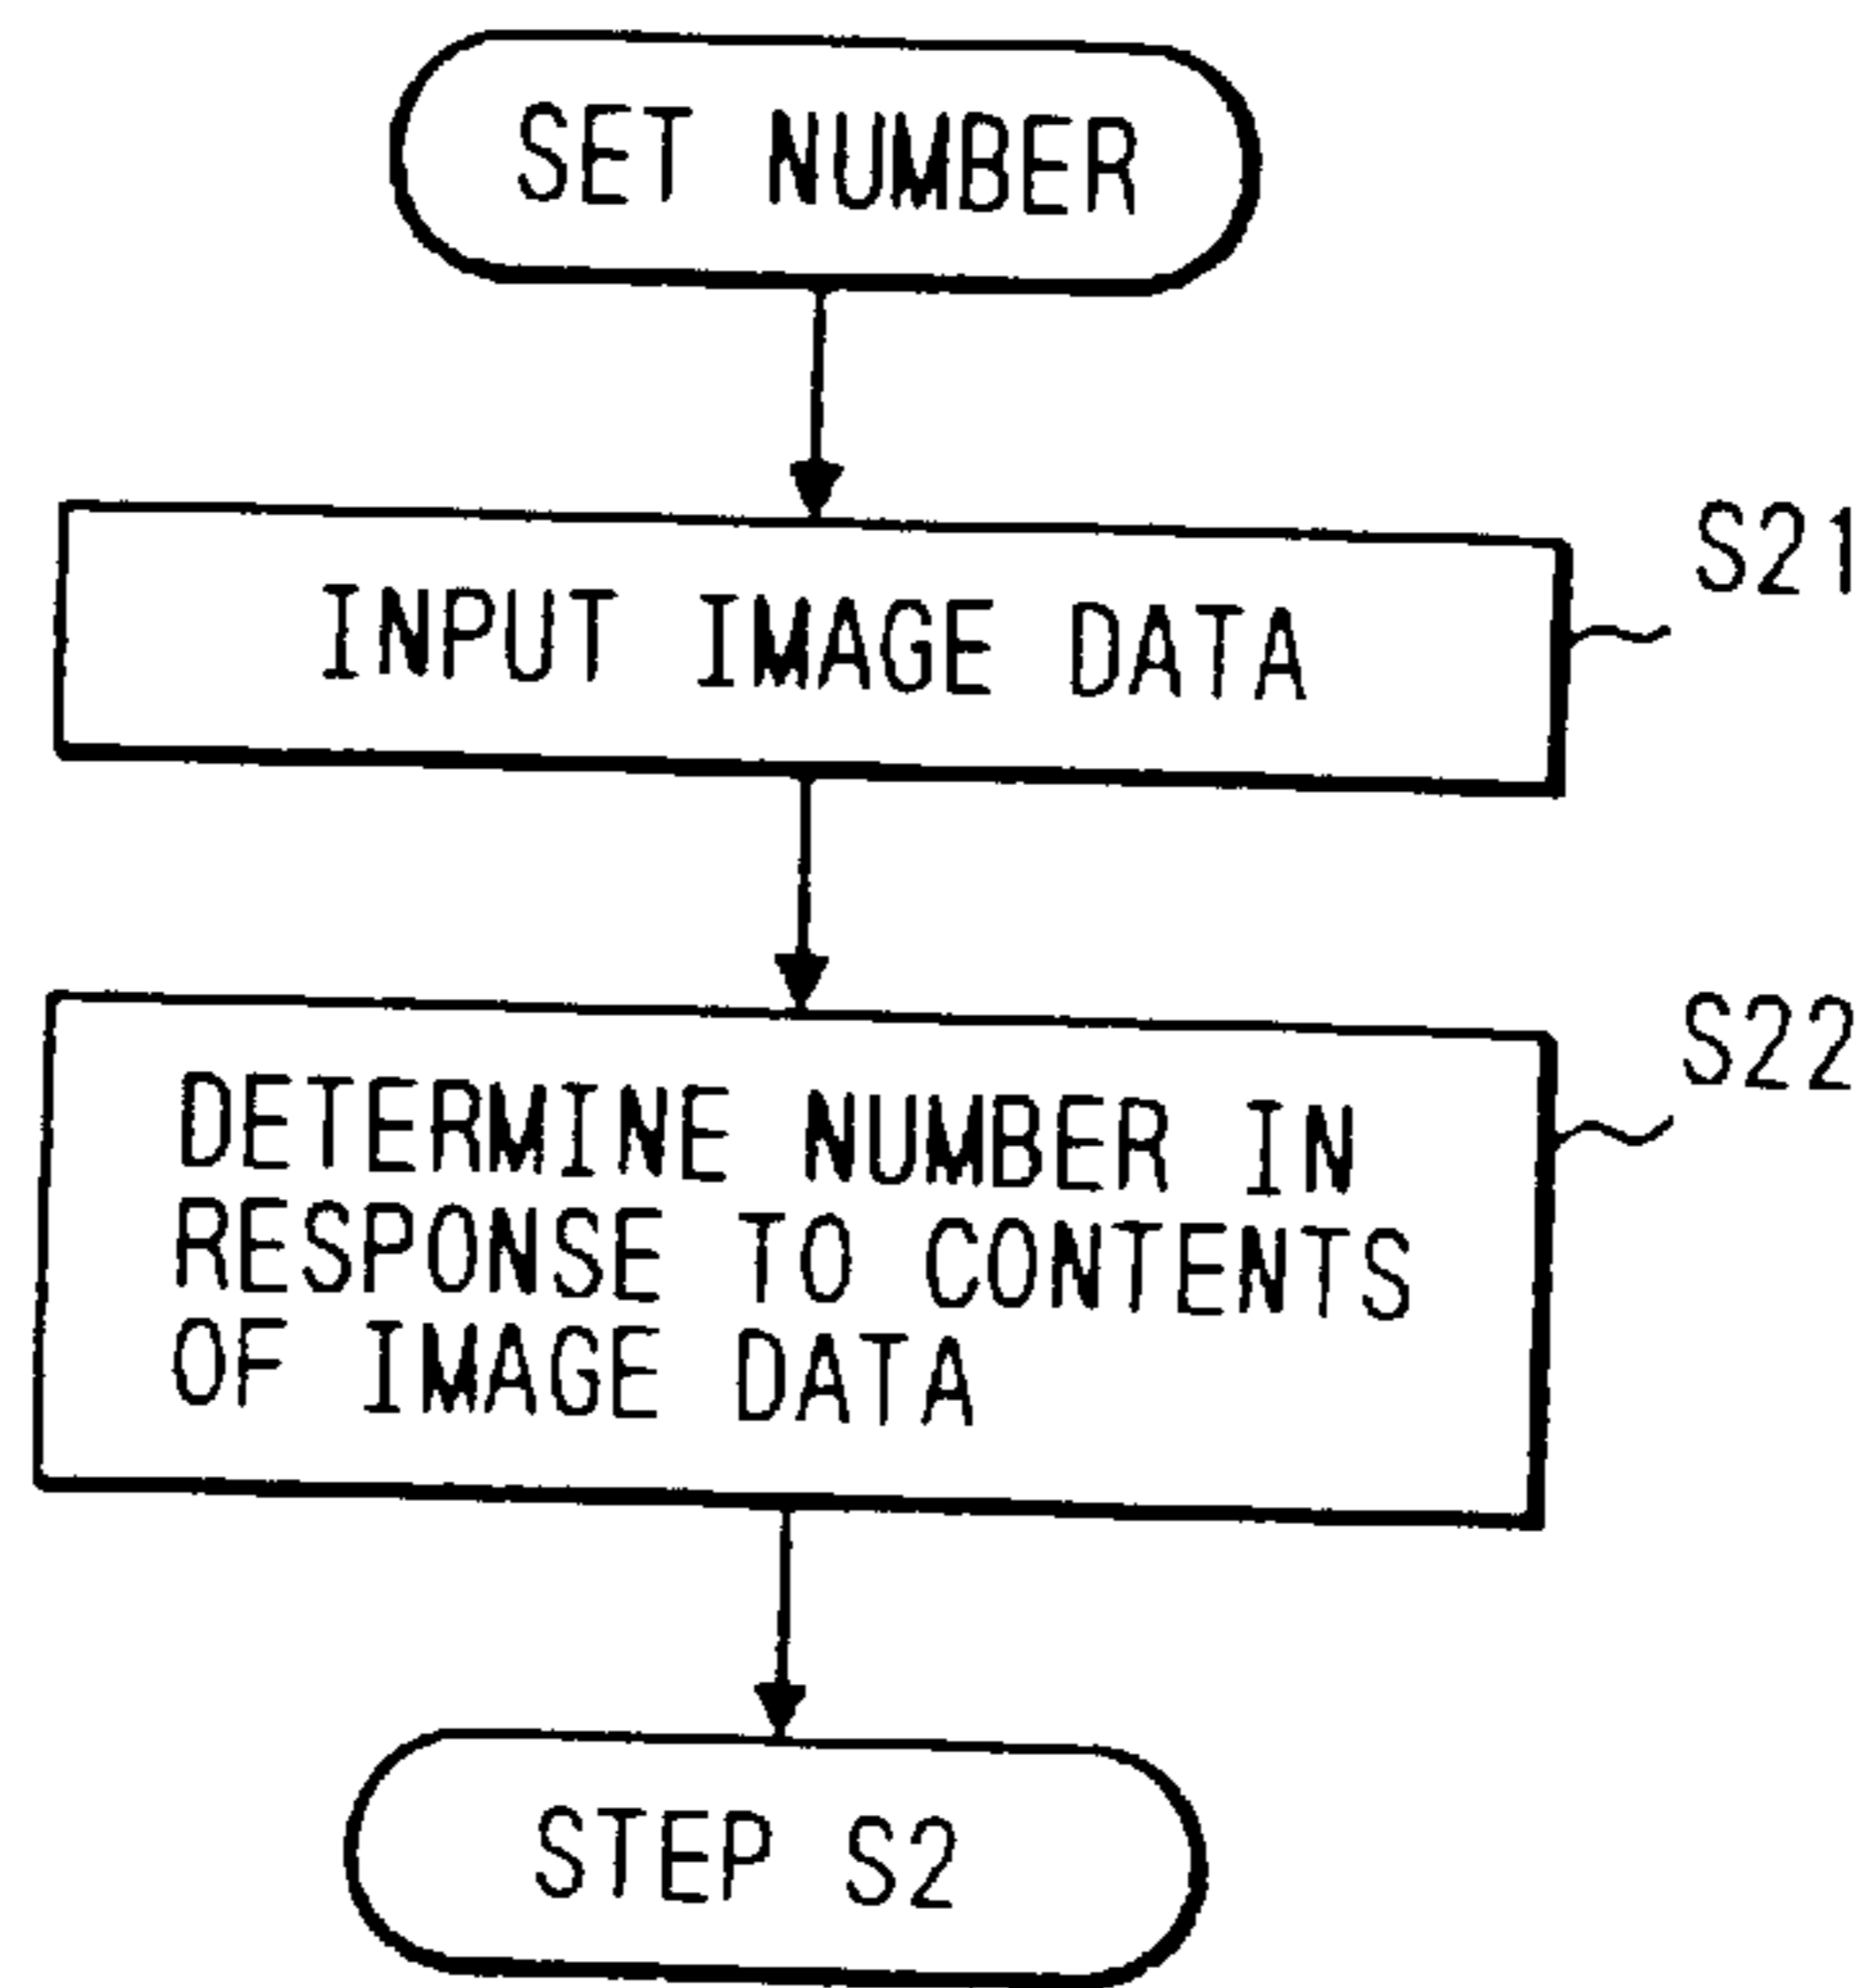 SET NUMBER
S21
INPUT IMAGE DATA
S22
DETERMINE NUMBER IN
RESPONSE TO CONTENTS
OF IMAGE DATA
STEP S2